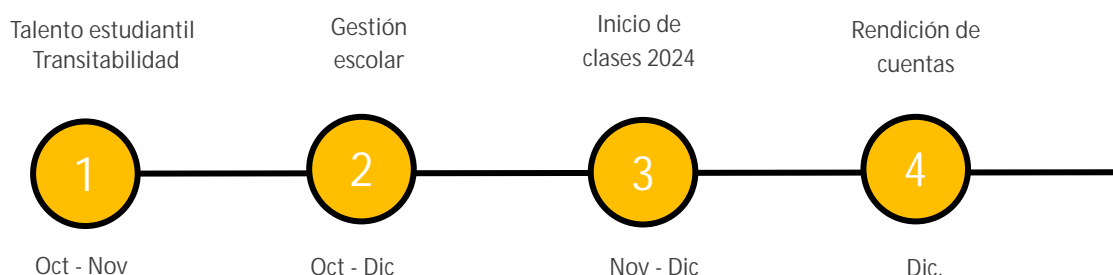 Talento estudiantil
Transitabilidad
Gestión
escolar
Inicio de
clases 2024
Rendición de
cuentas
1
2
3
4
Oct - Nov
Oct - Dic
Nov - Dic
Dic.